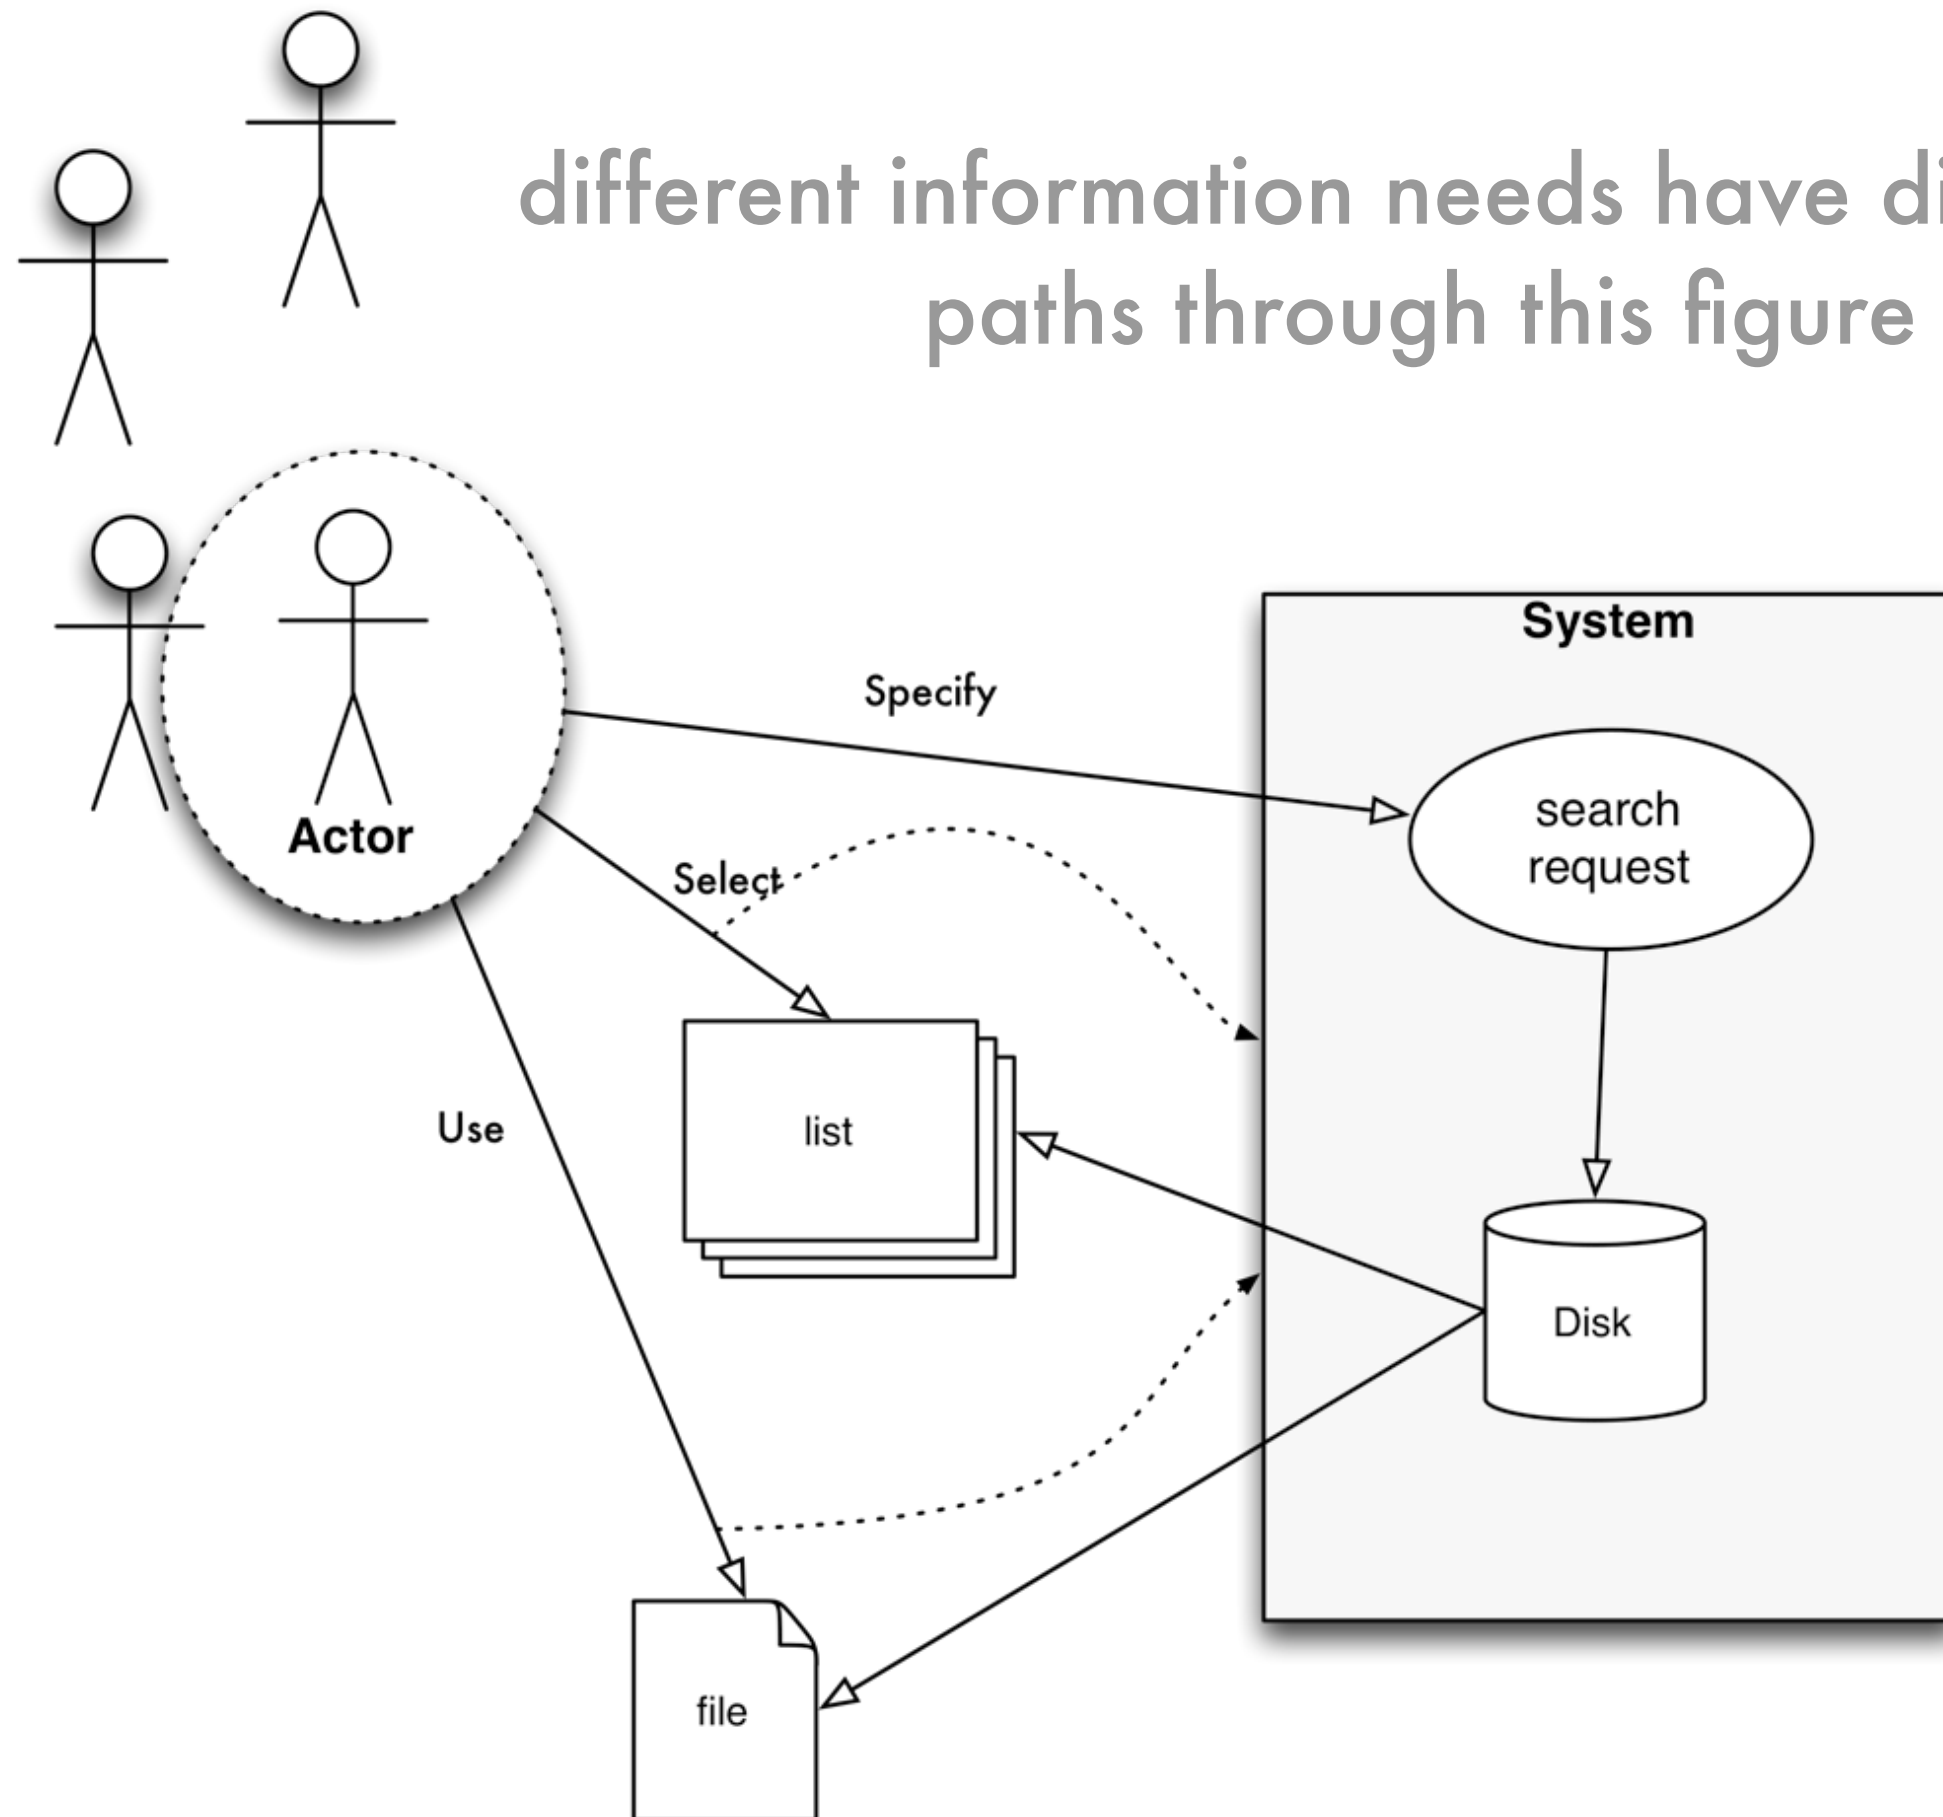 different information needs have di
paths through this figure
System
Specify
search
request
Actor
Select
Use
list
Disk
file